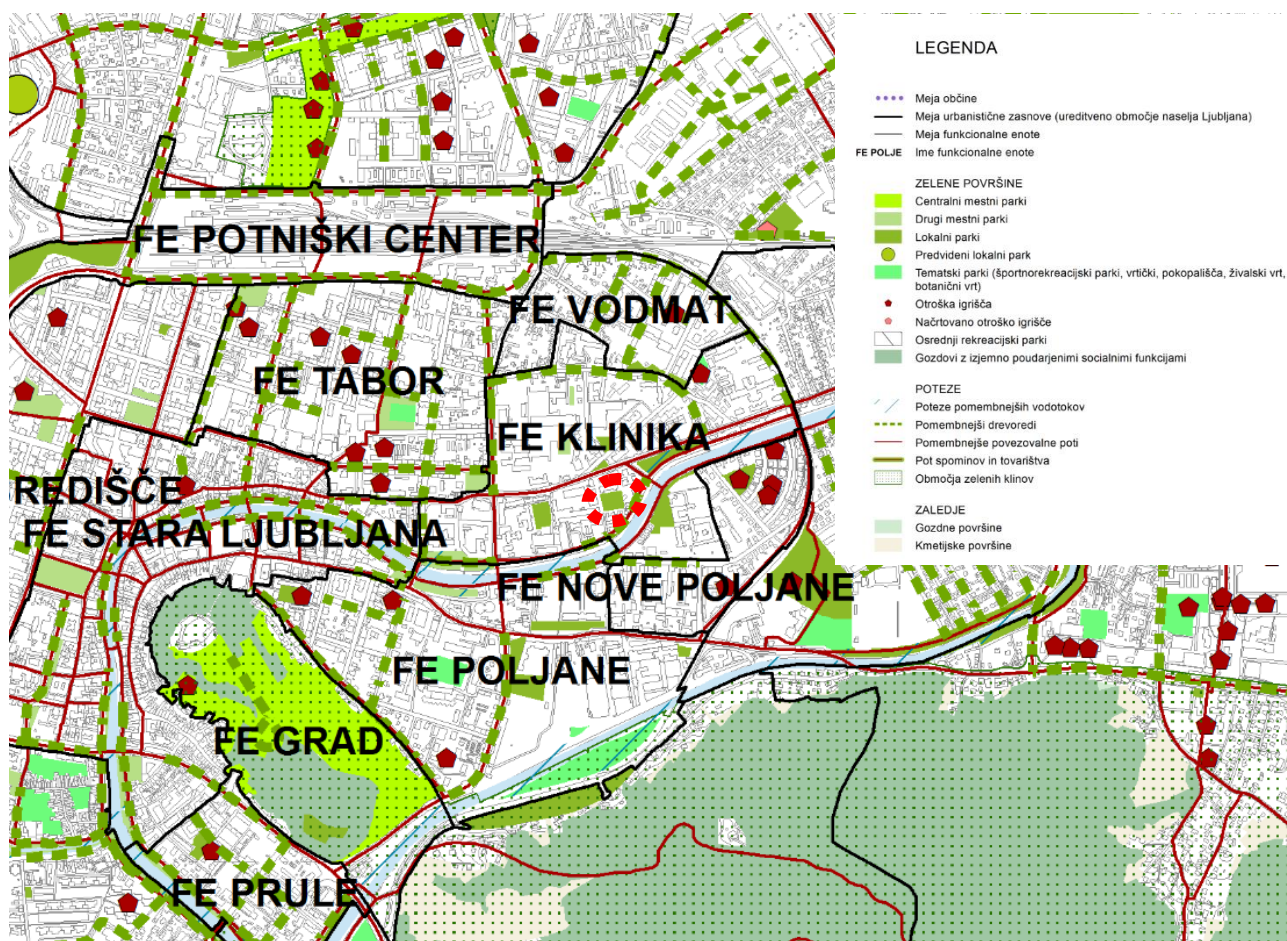 LEGENDA
Meja občine
Meja urbanistične zasnove (ureditveno območje naselja Ljubljana)
Meja funkcionalne enote
FE POLJE Ime funkcionalne enote
ZELENE POVRŠINE
Centralni mestni parki
Drugi mestni parki
Lokalni parki
Predvideni lokalni park
Tematski parki (športnorekreacijski parki, vrtički, pokopališča, živalski vrt,
botanični vrt)
Otroška igrišča
Načrtovano otroško igrišče
Osrednji rekreacijski parki
Gozdovi z izjemno poudarjenimi socialnimi funkcijami
POTEZE
Poteze pomembnejših vodotokov
Pomembnejši drevoredi
Pomembnejše povezovalne poti
Pot spominov in tovarištva
Območja zelenih klinov
ZALEDJE
Gozdne površine
Kmetijske površine
FE POTNIŠKI CENTER
FE VODMAT
FE TABOR
FE KLINIKA
REDIŠČE
FE STARA LJUBLJANA
FE NOVE POLJANE
FE POLJANE
FE GRAD
FE PRULE